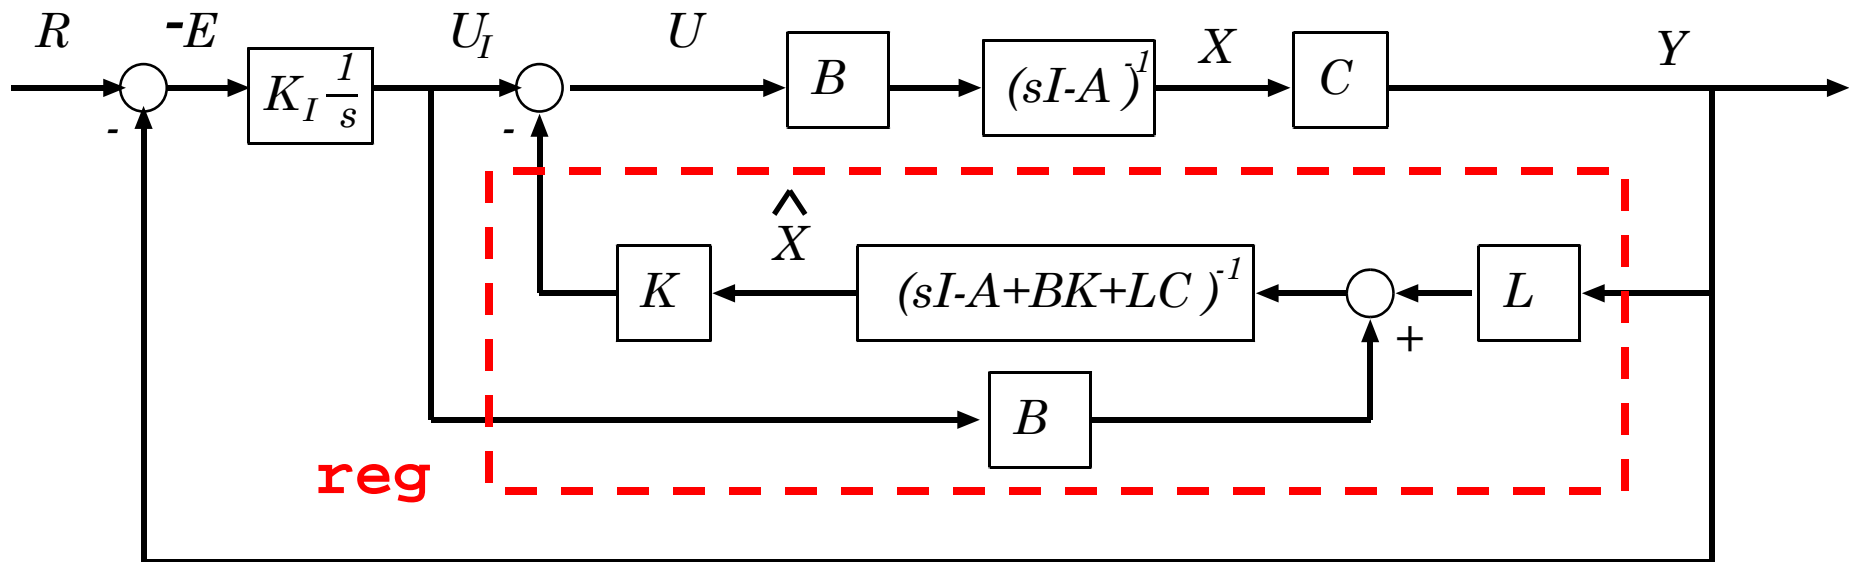 R
-E
U_I
U
X
Y
K_I 1/s
B
(sI-A)^-1
C
-
-
^
X
K
(sI-A+BK+LC)^-1
L
+
B
reg